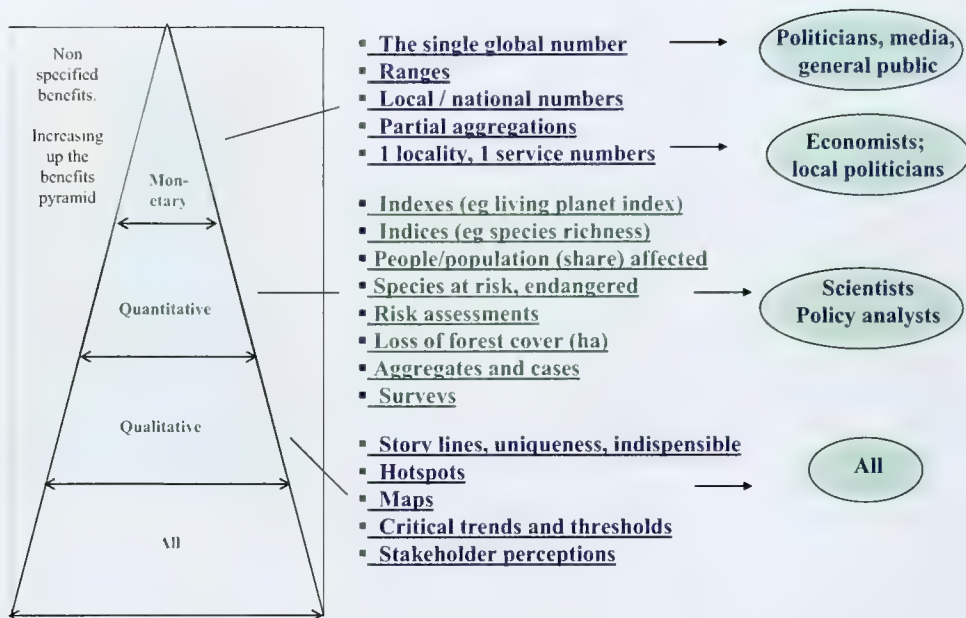 Non
specified
benefits.
Increasing
up the
benefits
pyramid
Mon-
etary
Quantitative
Qualitative
All
▪ The single global number
▪ Ranges
▪ Local / national numbers
▪ Partial aggregations
▪ 1 locality, 1 service numbers
▪ Indexes (eg living planet index)
▪ Indices (eg species richness)
▪ People/population (share) affected
▪ Species at risk, endangered
▪ Risk assessments
▪ Loss of forest cover (ha)
▪ Aggregates and cases
▪ Surveys
▪ Story lines, uniqueness, indispensible
▪ Hotspots
▪ Maps
▪ Critical trends and thresholds
▪ Stakeholder perceptions
Politicians, media,
general public
Economists;
local politicians
Scientists
Policy analysts
All